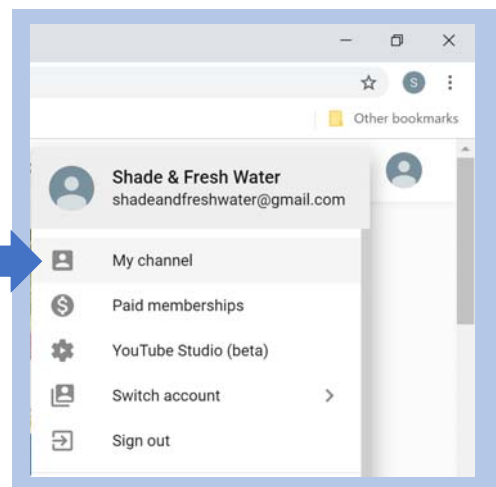 S
Other bookmarks
Shade & Fresh Water
shadeandfreshwater@gmail.com
My channel
Paid memberships
YouTube Studio (beta)
Switch account
Sign out